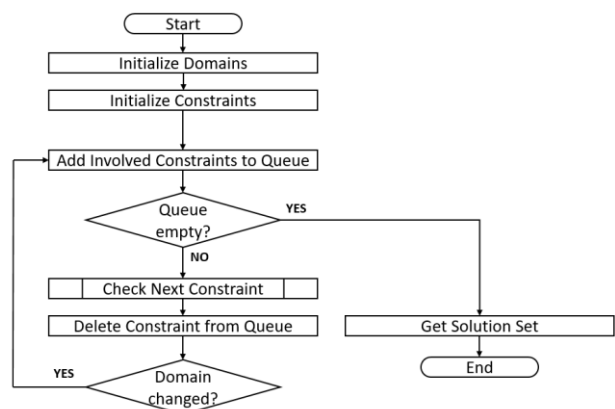 Start
Initialize Domains
Initialize Constraints
Add Involved Constraints to Queue
Queue
empty?
YES
NO
Check Next Constraint
Delete Constraint from Queue
Get Solution Set
YES
Domain
changed?
End